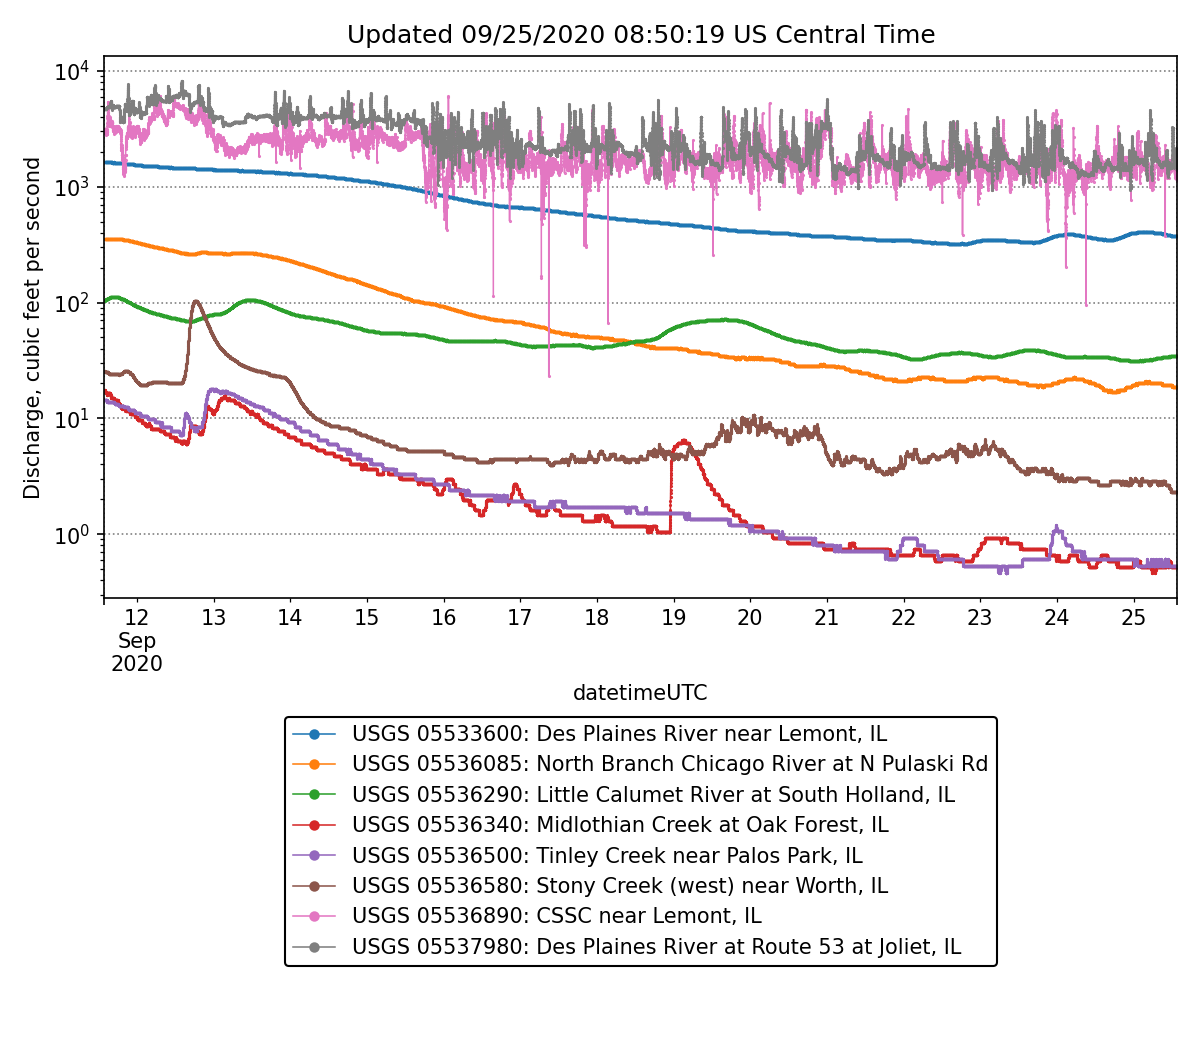 Updated 09/25/2020 08:50:19 US Central Time
Discharge, cubic feet per second
10^4
10^3
10^2
10^1
10^0
12 13 14 15 16 17 18 19 20 21 22 23 24 25
Sep
2020
datetimeUTC
USGS 05533600: Des Plaines River near Lemont, IL
USGS 05536085: North Branch Chicago River at N Pulaski Rd
USGS 05536290: Little Calumet River at South Holland, IL
USGS 05536340: Midlothian Creek at Oak Forest, IL
USGS 05536500: Tinley Creek near Palos Park, IL
USGS 05536580: Stony Creek (west) near Worth, IL
USGS 05536890: CSSC near Lemont, IL
USGS 05537980: Des Plaines River at Route 53 at Joliet, IL